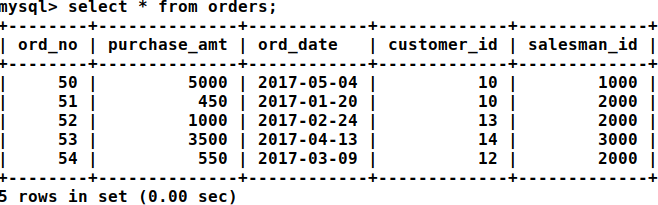 mysql> select * from orders;
+--------+--------------+------------+-------------+-------------+
| ord_no | purchase_amt | ord_date   | customer_id | salesman_id |
+--------+--------------+------------+-------------+-------------+
|     50 |         5000 | 2017-05-04 |          10 |        1000 |
|     51 |          450 | 2017-01-20 |          10 |        2000 |
|     52 |         1000 | 2017-02-24 |          13 |        2000 |
|     53 |         3500 | 2017-04-13 |          14 |        3000 |
|     54 |          550 | 2017-03-09 |          12 |        2000 |
+--------+--------------+------------+-------------+-------------+
5 rows in set (0.00 sec)